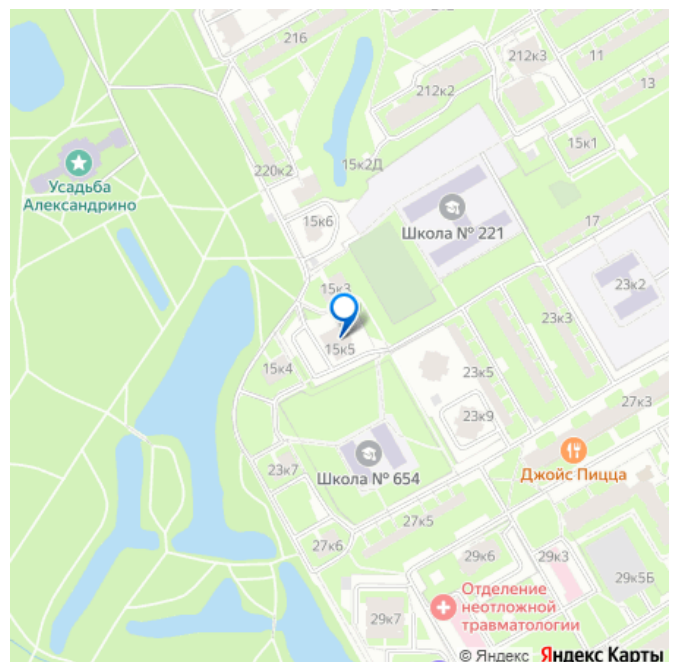 216
212к3
11
212к2
13
15к1
Усадьба
Александрино
220к2
15к2Д
15к6
Школа № 221
17
23к2
15к3
23к3
15к5
15к4
23к5
27к3
23к9
23к7
Школа № 654
Джойс Пицца
27к5
27к6
29к6
29к3
29к5Б
Отделение
неотложной
травматологии
29к7
© Яндекс Яндекс Карты